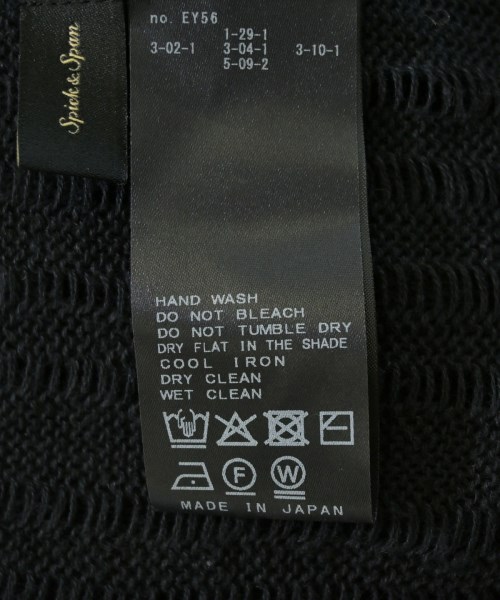 Spick & Span
no. EY56
1-29-1
3-02-1 3-04-1 3-10-1
5-09-2
HAND WASH
DO NOT BLEACH
DO NOT TUMBLE DRY
DRY FLAT IN THE SHADE
COOL IRON
DRY CLEAN
WET CLEAN
F W
MADE IN JAPAN